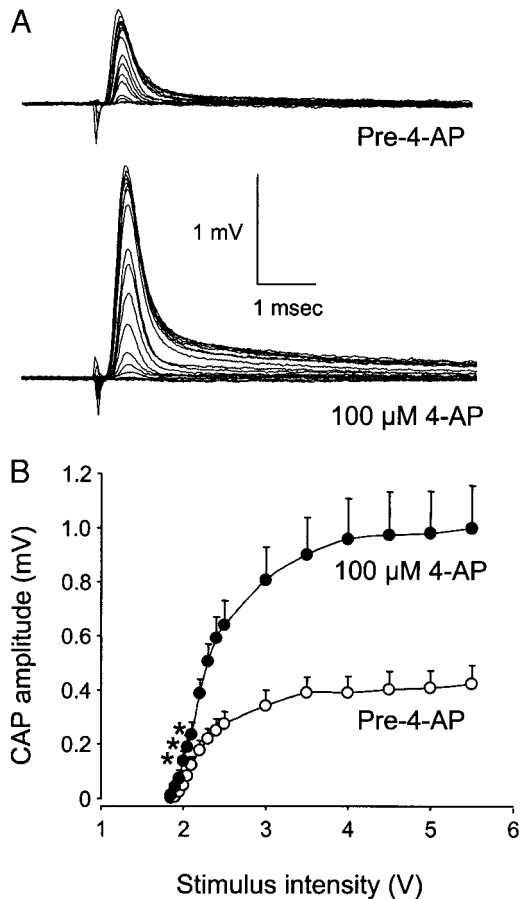 A
Pre-4-AP
1 mV
1 msec
100 µM 4-AP
B
CAP amplitude (mV)
1.2
1.0
0.8
0.6
0.4
0.2
0
***
100 µM 4-AP
Pre-4-AP
1 2 3 4 5 6
Stimulus intensity (V)